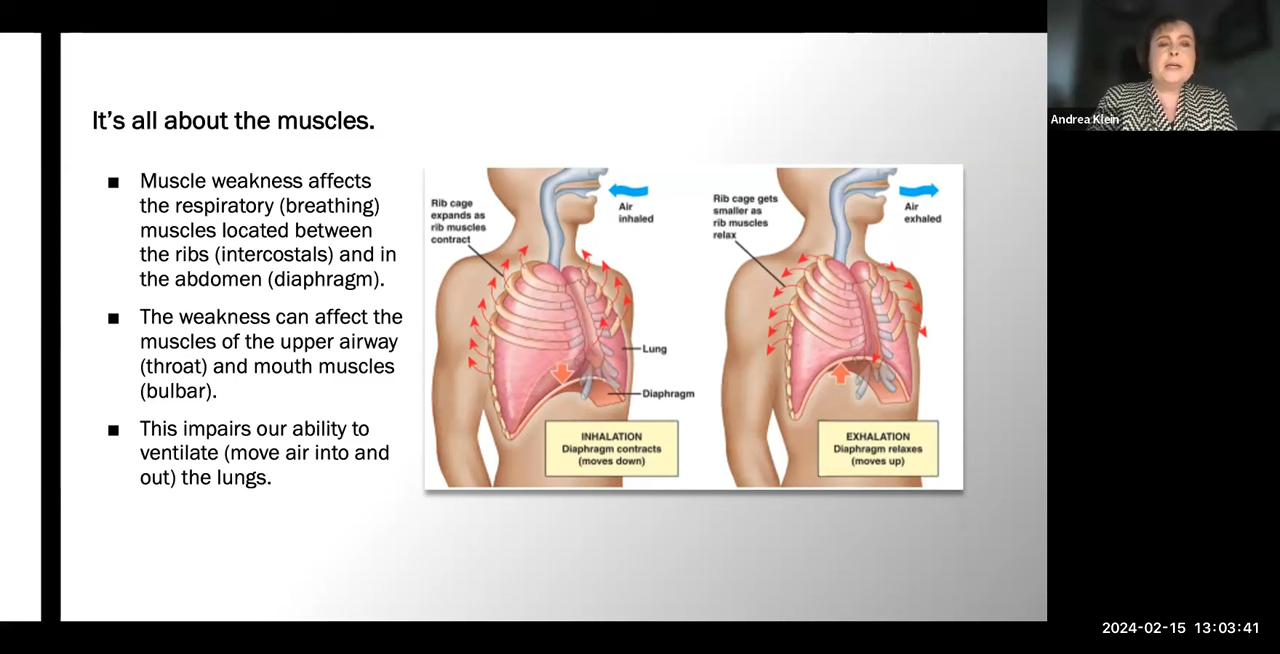 It's all about the muscles.
■ Muscle weakness affects
the respiratory (breathing)
muscles located between
the ribs (intercostals) and in
the abdomen (diaphragm).
■ The weakness can affect the
muscles of the upper airway
(throat) and mouth muscles
(bulbar).
■ This impairs our ability to
ventilate (move air into and
out) the lungs.
Rib cage
expands as
rib muscles
contract
Air
inhaled
Lung
Diaphragm
INHALATION
Diaphragm contracts
(moves down)
Rib cage gets
smaller as
rib muscles
relax
Air
exhaled
EXHALATION
Diaphragm relaxes
(moves up)
Andrea Klein
2024-02-15 13:03:41